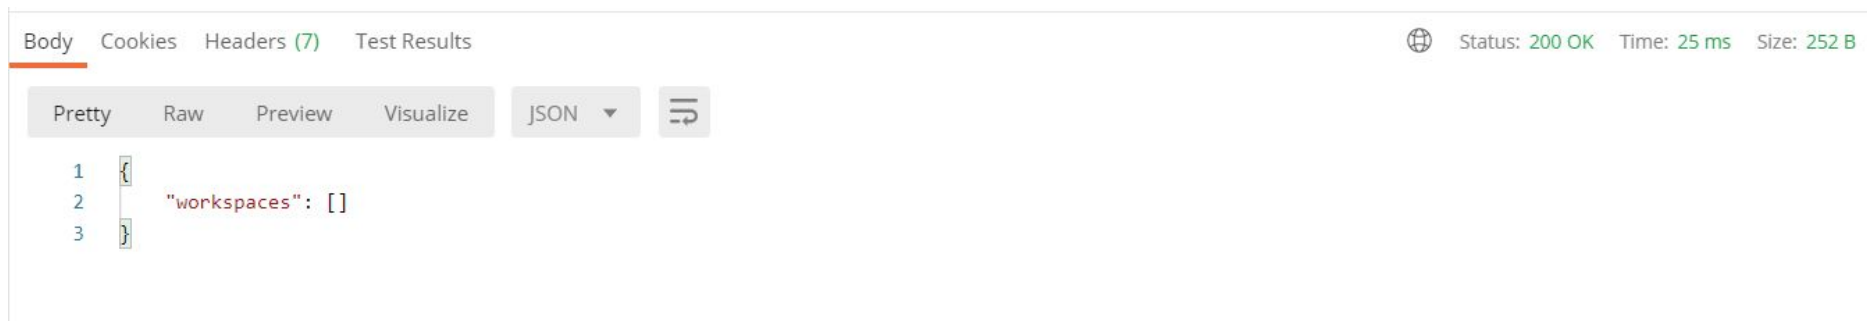 Body Cookies Headers (7) Test Results Status: 200 OK Time: 25 ms Size: 252 B
Pretty Raw Preview Visualize JSON
1 {
2 "workspaces": []
3 }